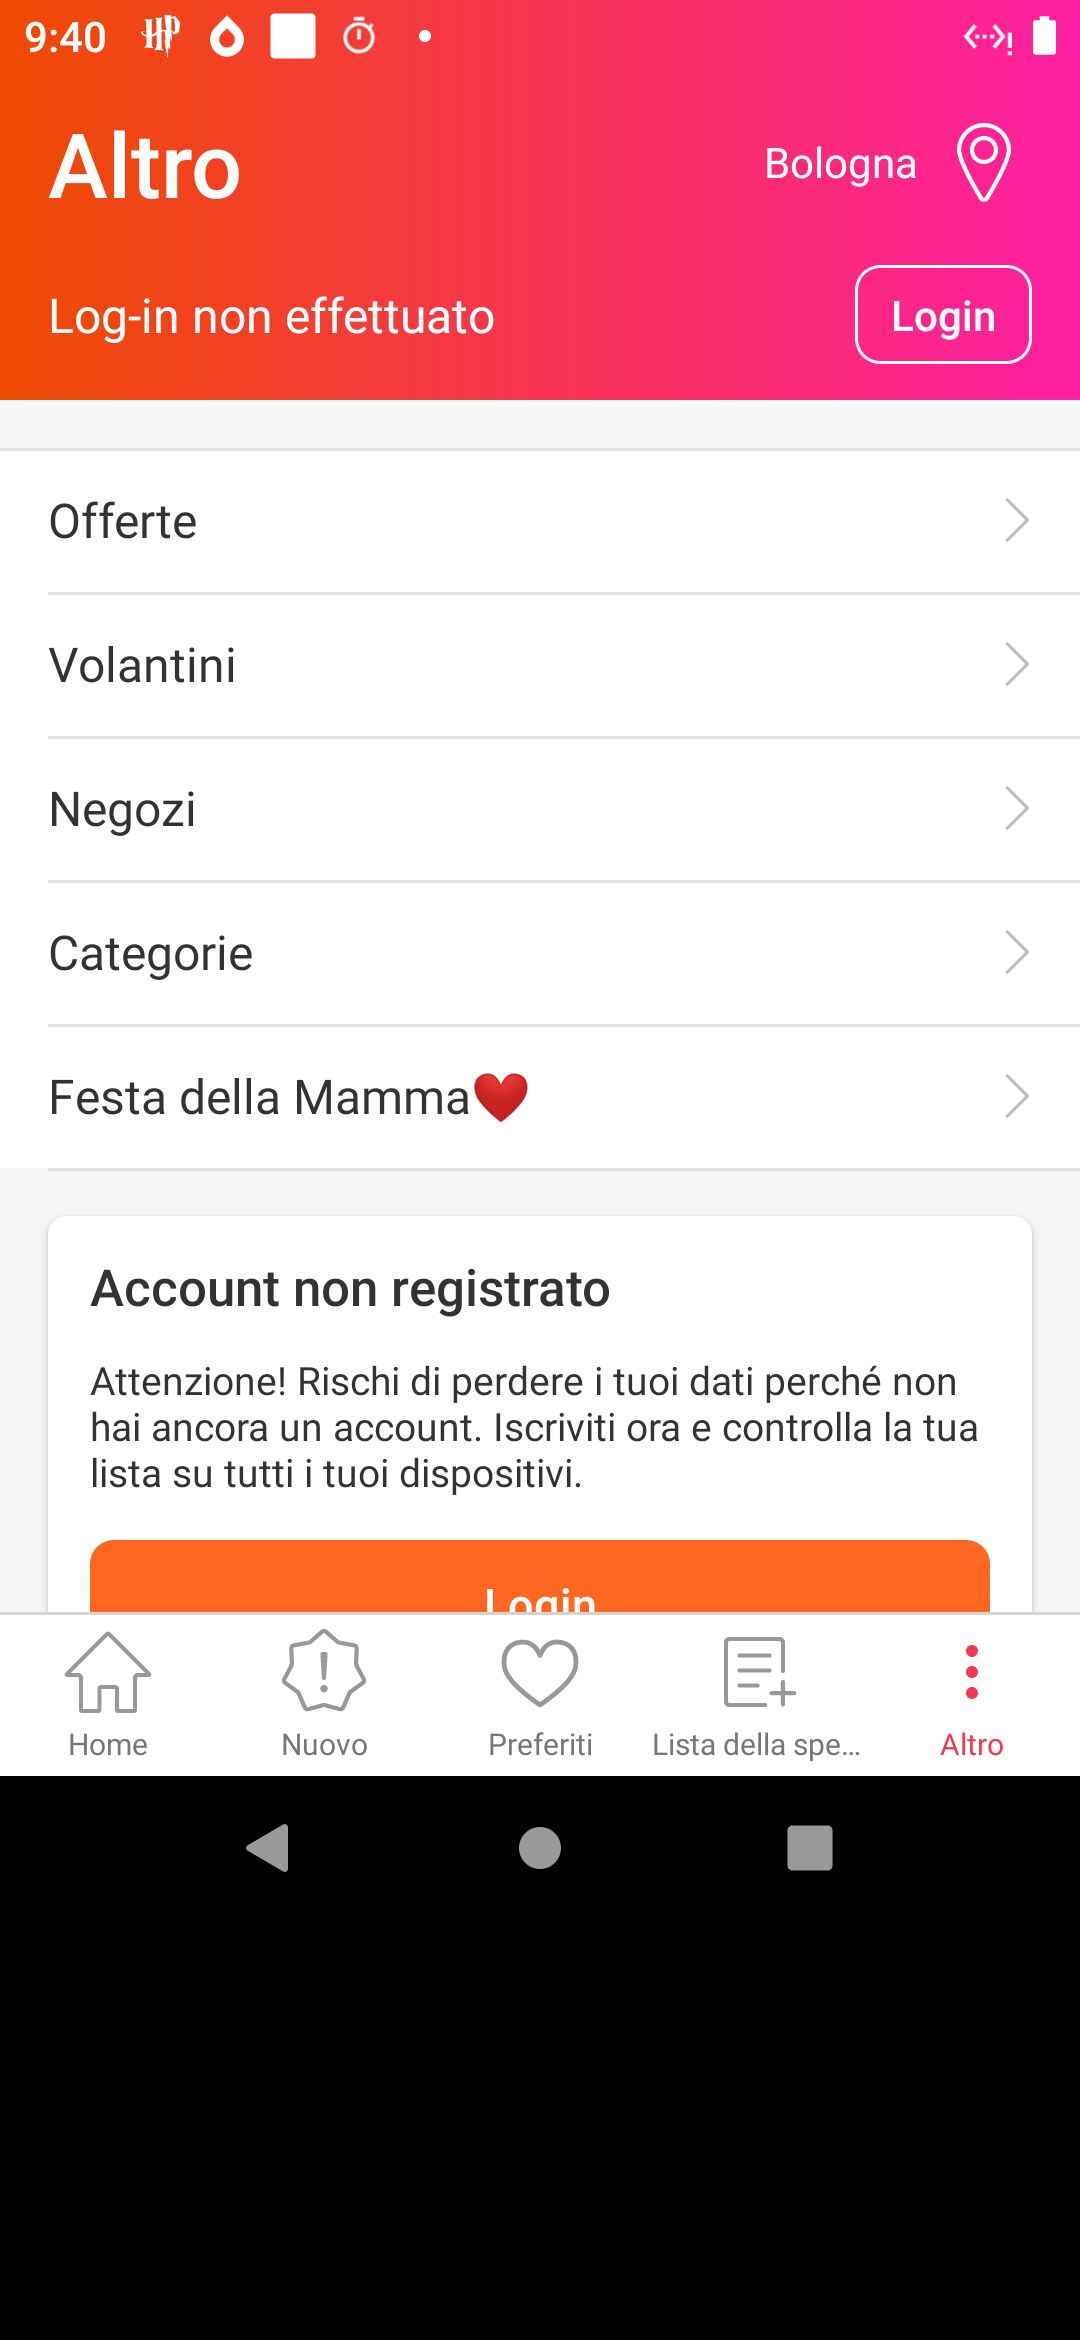 9:40
Altro
Bologna
Log-in non effettuato
Login
Offerte
Volantini
Negozi
Categorie
Festa della Mamma❤️
Account non registrato
Attenzione! Rischi di perdere i tuoi dati perché non
hai ancora un account. Iscriviti ora e controlla la tua
lista su tutti i tuoi dispositivi.
Login
Home
Nuovo
Preferiti
Lista della spe...
Altro